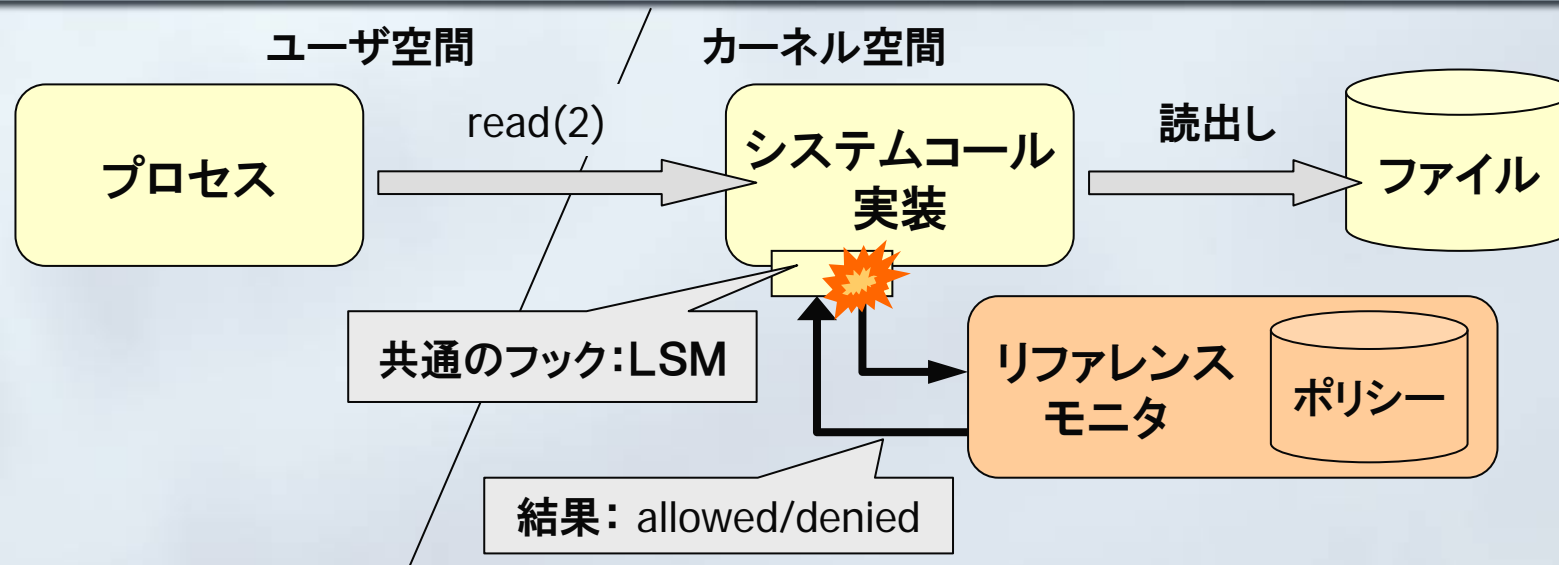 ユーザ空間
カーネル空間
プロセス
read(2)
システムコール
実装
読出し
ファイル
共通のフック：LSM
リファレンス
モニタ
ポリシー
結果： allowed/denied